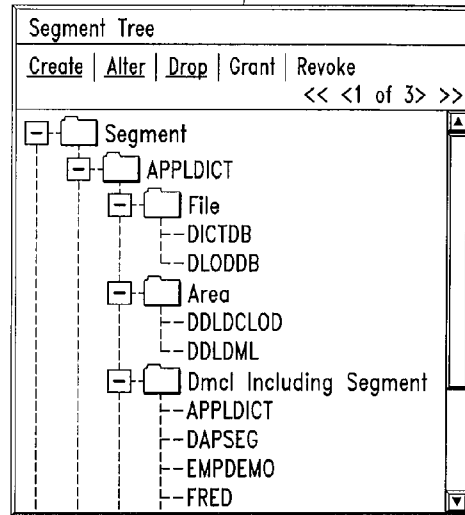 Segment Tree
Create | Alter | Drop | Grant | Revoke
<< <1 of 3> >>
Segment
APPLDICT
File
DICTDB
DLODDB
Area
DDLDCLOD
DDLDML
Dmcl Including Segment
APPLDICT
DAPSEG
EMPDEMO
FRED